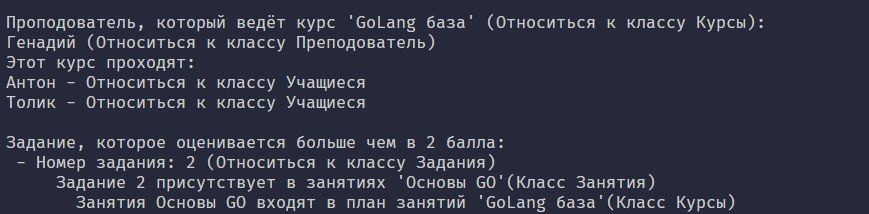 Проподователь, который ведёт курс 'GoLang база' (Относиться к классу Курсы):
Генадий (Относиться к классу Преподователь)
Этот курс проходят:
Антон - Относиться к классу Учащиеся
Толик - Относиться к классу Учащиеся
Задание, которое оценивается больше чем в 2 балла:
- Номер задания: 2 (Относиться к классу Задания)
Задание 2 присутствует в занятиях 'Основы GO'(Класс Занятия)
Занятия Основы GO входят в план занятий 'GoLang база'(Класс Курсы)